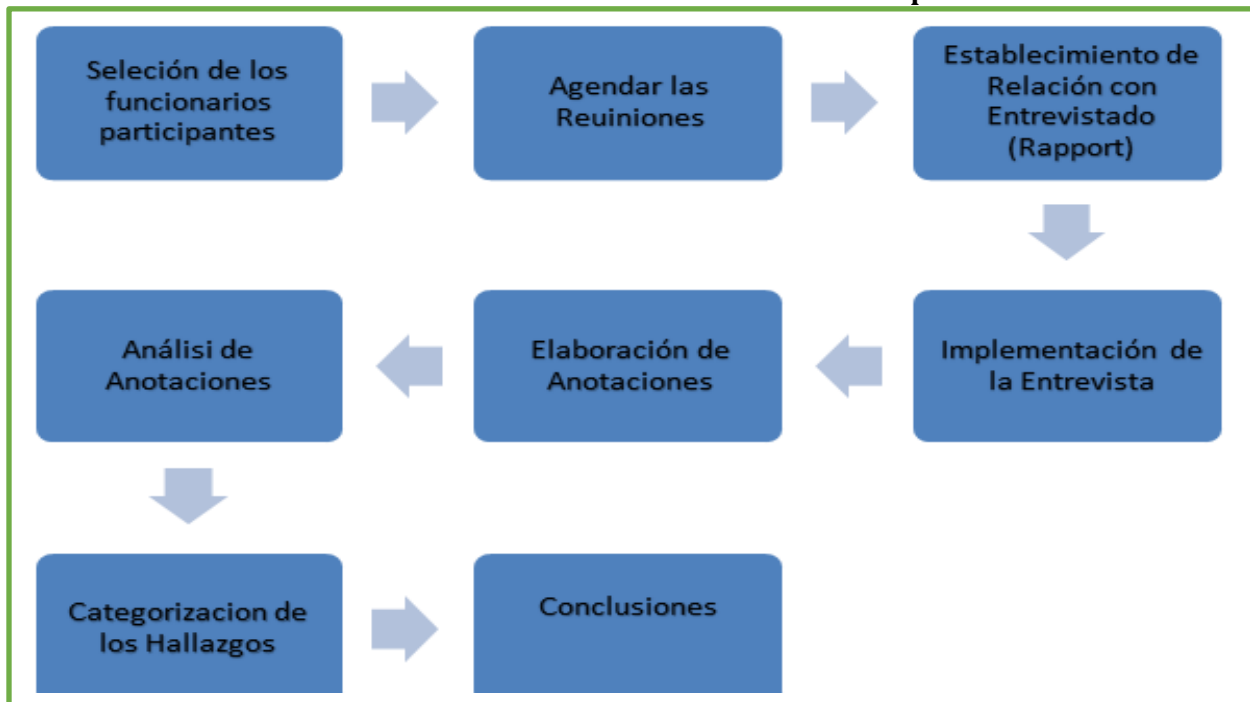 Seleción de los
funcionarios
participantes
Agendar las
Reuiniones
Establecimiento de
Relación con
Entrevistado
(Rapport)
Implementación de
la Entrevista
Elaboración de
Anotaciones
Análisi de
Anotaciones
Categorizacion de
los Hallazgos
Conclusiones